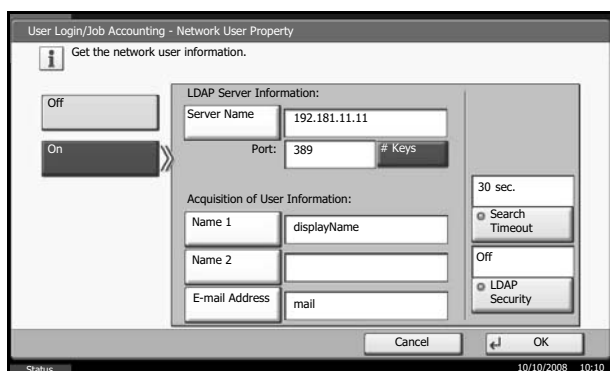 User Login/Job Accounting - Network User Property
Get the network user information.
Off
On
LDAP Server Information:
Server Name
192.181.11.11
Port:
389
# Keys
Acquisition of User Information:
Name 1
displayName
Name 2
E-mail Address
mail
30 sec.
Search
Timeout
Off
LDAP
Security
Cancel
OK
Status
10/10/2008 10:10